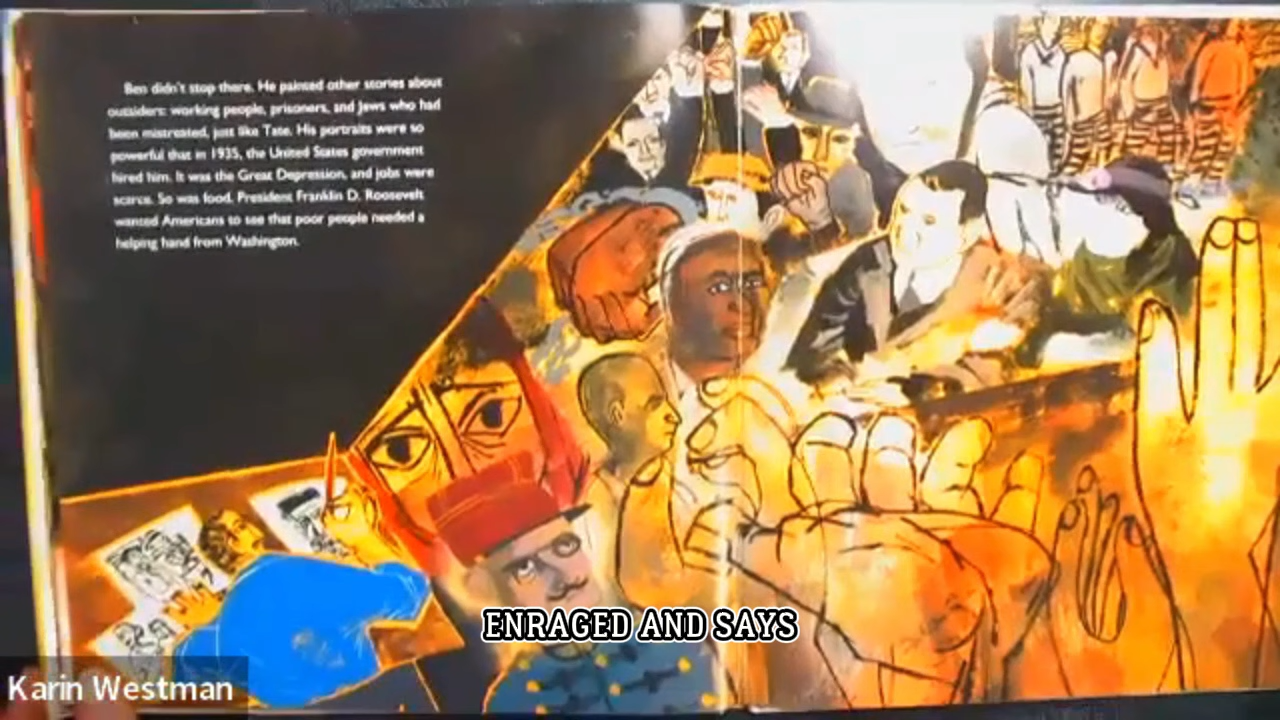 Ben didn't stop there. He painted other stories about
outsiders: working people, prisoners, and Jews who had
been mistreated, just like Tate. His portraits were so
powerful that in 1935, the United States government
hired him. It was the Great Depression, and jobs were
scarce. So was food. President Franklin D. Roosevelt
wanted Americans to see that poor people needed a
helping hand from Washington.
ENRAGED AND SAYS
Karin Westman